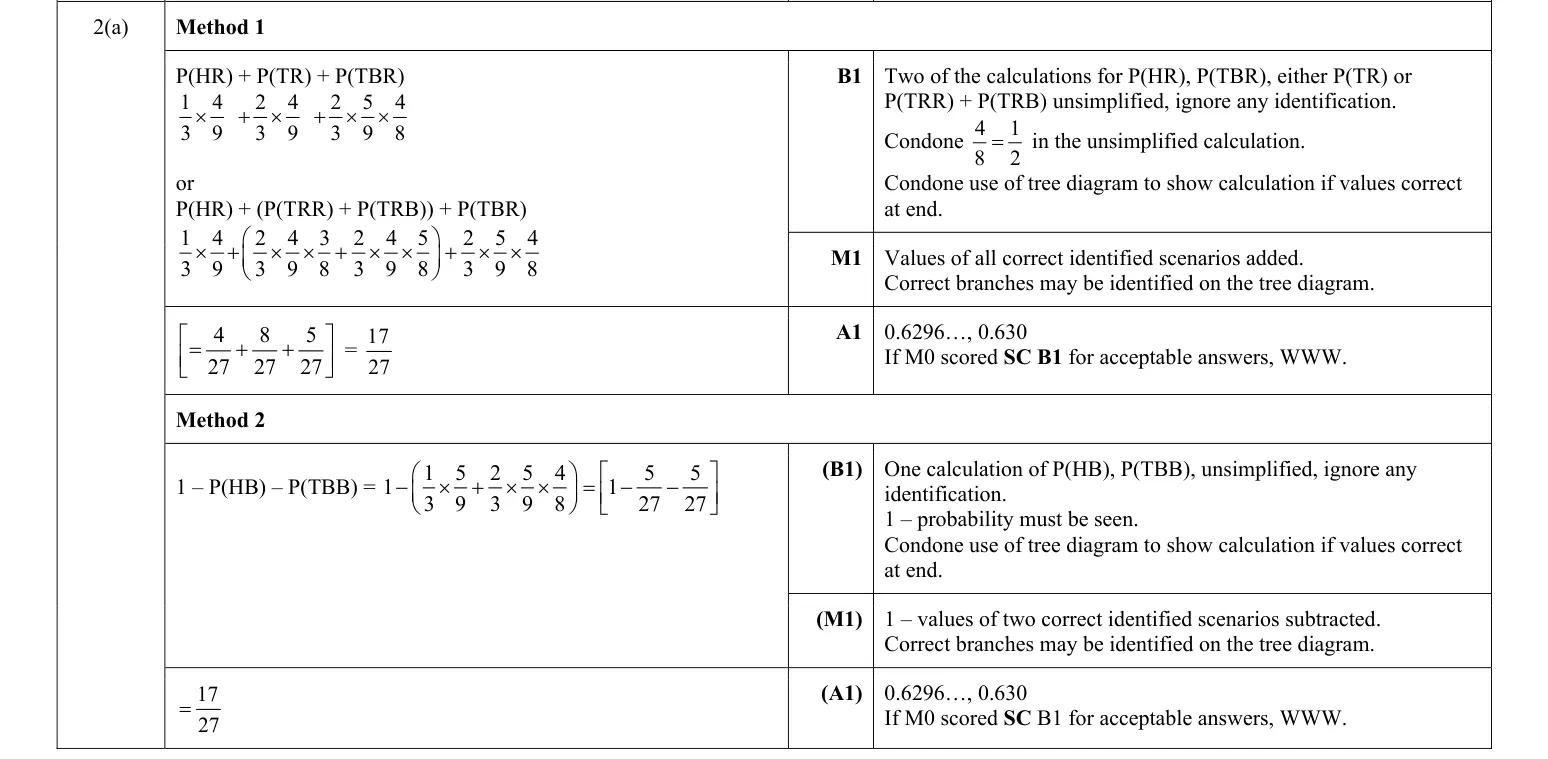 2(a)
Method 1
P(HR) + P(TR) + P(TBR)
1/3 × 4/9 + 2/3 × 4/9 + 2/3 × 5/9 × 4/8
or
P(HR) + (P(TRR) + P(TRB)) + P(TBR)
1/3 × 4/9 + (2/3 × 4/9 × 3/8 + 2/3 × 4/9 × 5/8) + 2/3 × 5/9 × 4/8
B1
Two of the calculations for P(HR), P(TBR), either P(TR) or
P(TRR) + P(TRB) unsimplified, ignore any identification.
Condone 4/8 = 1/2 in the unsimplified calculation.
Condone use of tree diagram to show calculation if values correct
at end.
M1
Values of all correct identified scenarios added.
Correct branches may be identified on the tree diagram.
[= 4/27 + 8/27 + 5/27] = 17/27
A1
0.6296…, 0.630
If M0 scored SC B1 for acceptable answers, WWW.
Method 2
1 – P(HB) – P(TBB) = 1 − (1/3 × 5/9 + 2/3 × 5/9 × 4/8) = [1 − 5/27 − 5/27]
(B1)
One calculation of P(HB), P(TBB), unsimplified, ignore any
identification.
1 – probability must be seen.
Condone use of tree diagram to show calculation if values correct
at end.
(M1)
1 – values of two correct identified scenarios subtracted.
Correct branches may be identified on the tree diagram.
= 17/27
(A1)
0.6296…, 0.630
If M0 scored SC B1 for acceptable answers, WWW.